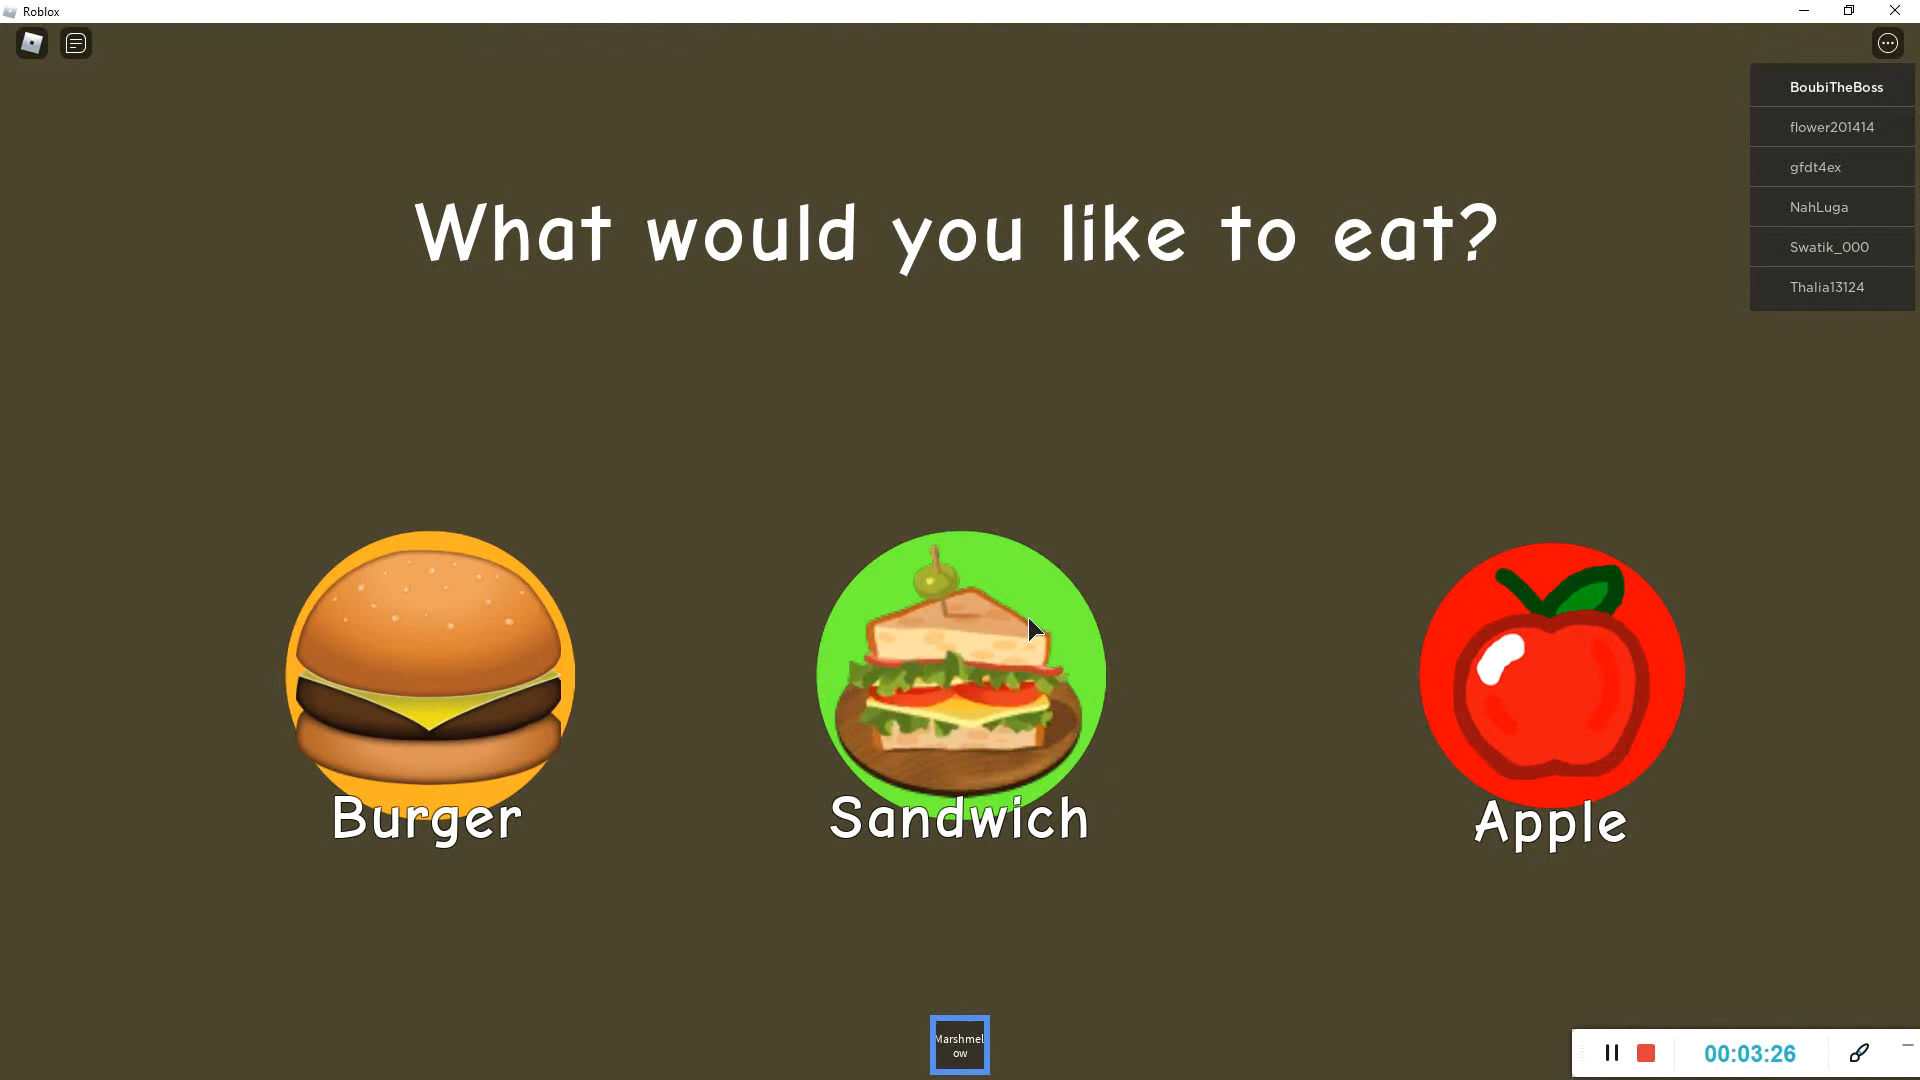 Roblox
BoubiTheBoss
flower201414
gfdt4ex
NahLuga
Swatik_000
Thalia13124
What would you like to eat?
Burger
Sandwich
Apple
Marshmel
ow
00:03:26